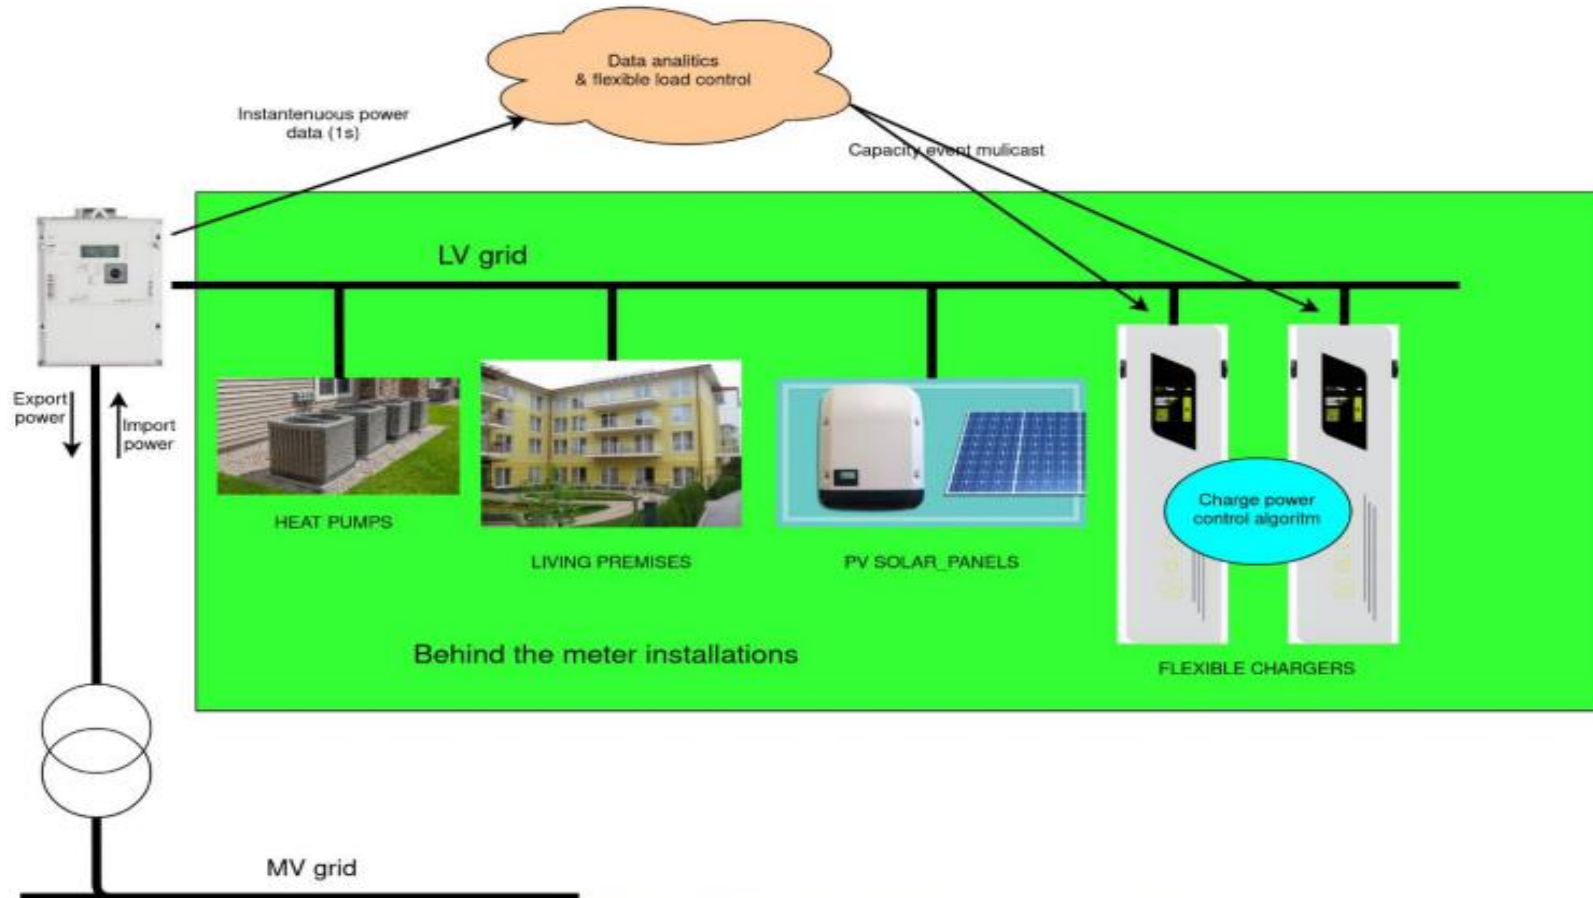 Data analitics
& flexible load control
Instantenuous power
data (1s)
Capacity event mulicast
LV grid
Export
power
Import
power
HEAT PUMPS
LIVING PREMISES
PV SOLAR_PANELS
Charge power
control algoritm
Behind the meter installations
FLEXIBLE CHARGERS
MV grid